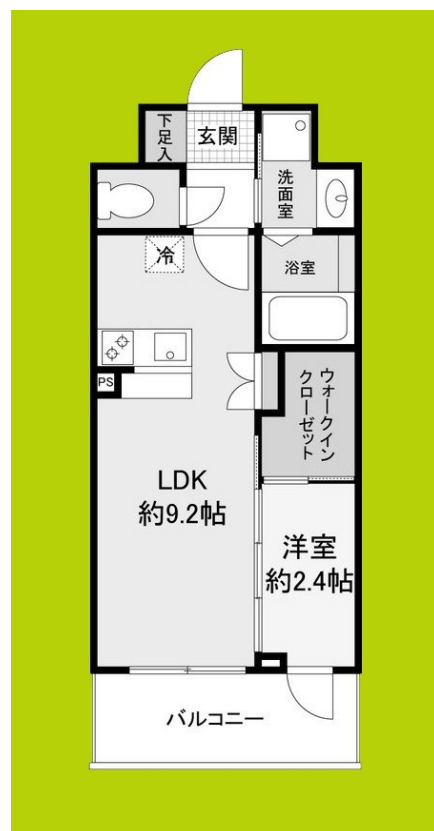 下足入
玄関
洗面室
冷
浴室
PS
ウォークイン
クローゼット
LDK
約9.2帖
洋室
約2.4帖
バルコニー